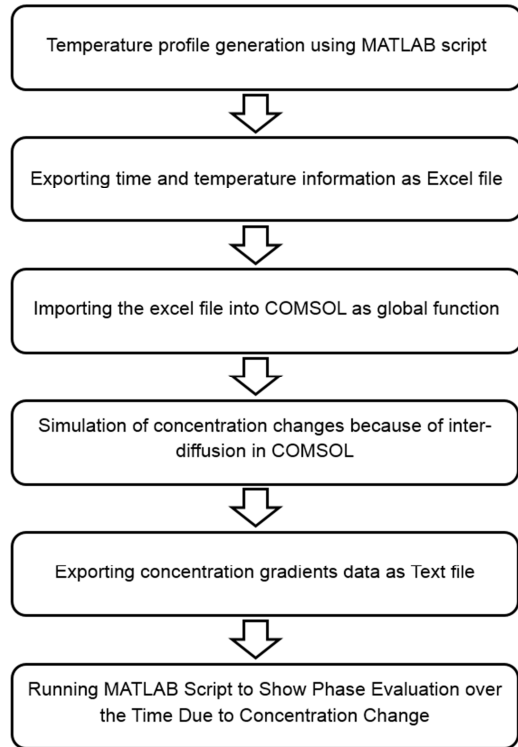 Temperature profile generation using MATLAB script
Exporting time and temperature information as Excel file
Importing the excel file into COMSOL as global function
Simulation of concentration changes because of inter-
diffusion in COMSOL
Exporting concentration gradients data as Text file
Running MATLAB Script to Show Phase Evaluation over
the Time Due to Concentration Change